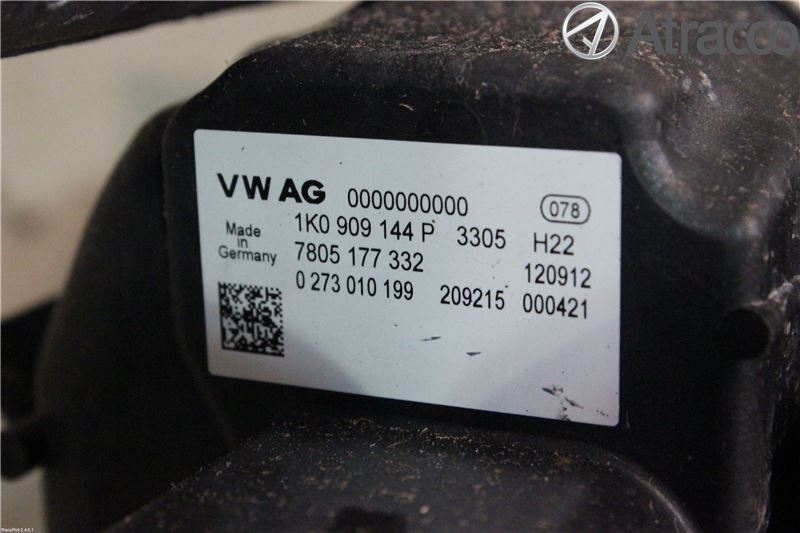 Atracco
VW AG 0000000000 078
Made in Germany
1K0 909 144 P 3305 H22
7805 177 332 120912
0 273 010 199 209215 000421